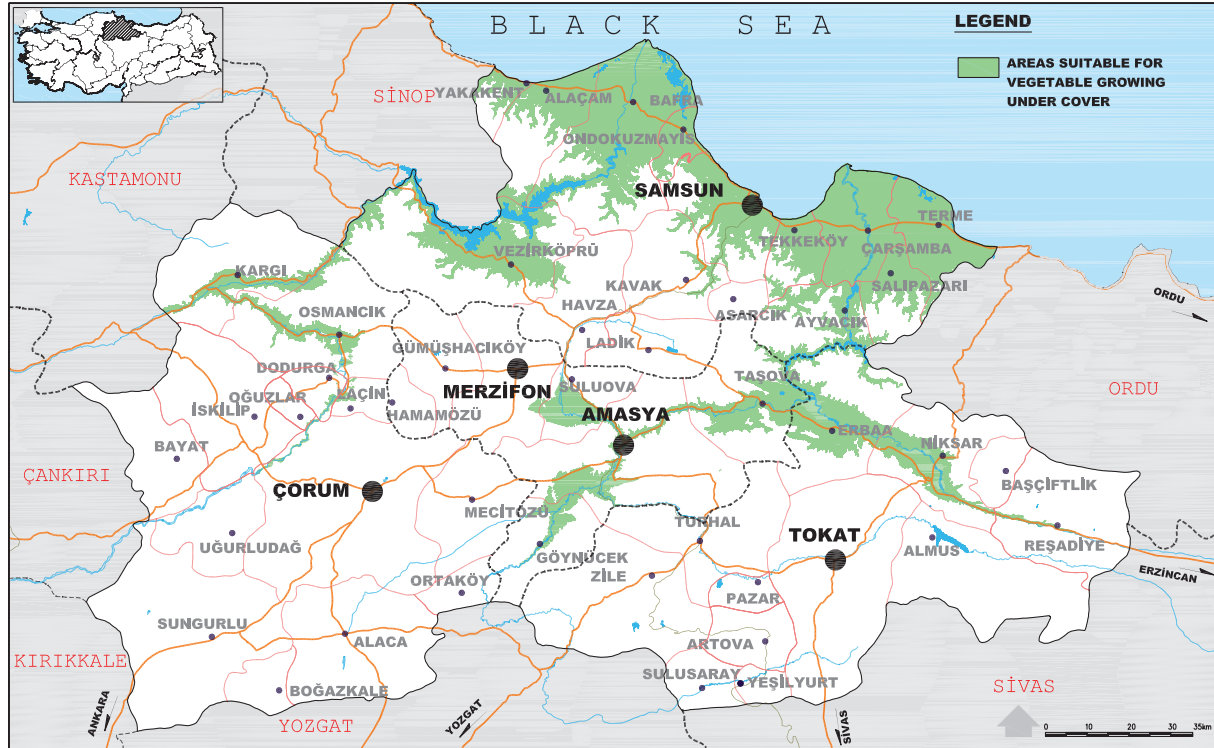 BLACK SEA
LEGEND
AREAS SUITABLE FOR
VEGETABLE GROWING
UNDER COVER
SİNOP
YAKAKENT
ALAÇAM
BAFRA
ONDOKUZMAYIS
KASTAMONU
SAMSUN
TERME
TEKKEKÖY
ÇARŞAMBA
VEZİRKÖPRÜ
KARGI
KAVAK
SALIPAZARI
ORDU
HAVZA
ASARCIK
AYVACIK
OSMANCIK
LADİK
GÜMÜŞHACIKÖY
DODURGA
MERZİFON
SULUOVA
TAŞOVA
ORDU
OĞUZLAR
LAÇİN
İSKİLİP
HAMAMÖZÜ
AMASYA
ERBAA
NİKSAR
BAYAT
ÇANKIRI
ÇORUM
BAŞÇİFTLİK
MECİTÖZÜ
TURHAL
TOKAT
UĞURLUDAĞ
GÖYNÜCEK
ALMUS
REŞADİYE
ORTAKÖY
ZİLE
ERZİNCAN
PAZAR
SUNGURLU
ALACA
ARTOVA
KIRIKKALE
SULUSARAY
YEŞİLYURT
SİVAS
BOĞAZKALE
ANKARA
YOZGAT
YOZGAT
SİVAS
0 10 20 30 35km